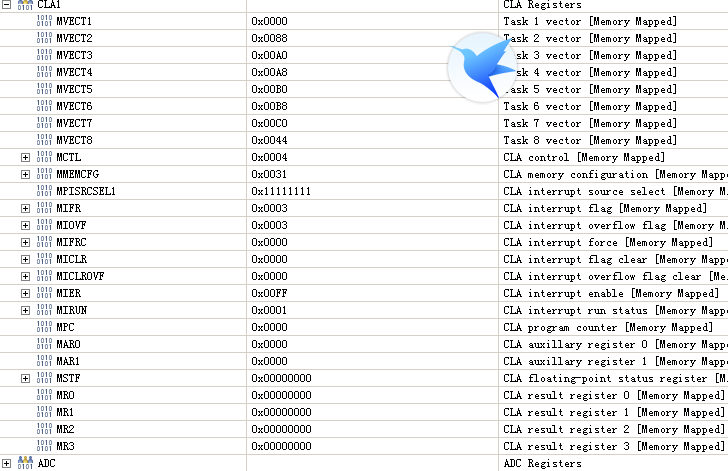 CLA1 CLA Registers
MVECT1 0x0000 Task 1 vector [Memory Mapped]
MVECT2 0x0088 Task 2 vector [Memory Mapped]
MVECT3 0x00A0 3 vector [Memory Mapped]
MVECT4 0x00A8 4 vector [Memory Mapped]
MVECT5 0x00B0 5 vector [Memory Mapped]
MVECT6 0x00B8 Task 6 vector [Memory Mapped]
MVECT7 0x00C0 Task 7 vector [Memory Mapped]
MVECT8 0x0044 Task 8 vector [Memory Mapped]
MCTL 0x0004 CLA control [Memory Mapped]
MMEMCFG 0x0031 CLA memory configuration [Memory Mapped]
MPISRCSEL1 0x11111111 CLA interrupt source select [Memory M
MIFR 0x0003 CLA interrupt flag [Memory Mapped]
MIOVF 0x0003 CLA interrupt overflow flag [Memory Mapp
MIFRC 0x0000 CLA interrupt force [Memory Mapped]
MICLR 0x0000 CLA interrupt flag clear [Memory Mapped]
MICLROVF 0x0000 CLA interrupt overflow flag clear [Me
MIER 0x00FF CLA interrupt enable [Memory Mapped]
MIRUN 0x0001 CLA interrupt run status [Memory Mapped]
MPC 0x0000 CLA program counter [Memory Mapped]
MAR0 0x0000 CLA auxillary register 0 [Memory Mapped]
MAR1 0x0000 CLA auxillary register 1 [Memory Mapped]
MSTF 0x00000000 CLA floating-point status register [M
MR0 0x00000000 CLA result register 0 [Memory Mapped]
MR1 0x00000000 CLA result register 1 [Memory Mapped]
MR2 0x00000000 CLA result register 2 [Memory Mapped]
MR3 0x00000000 CLA result register 3 [Memory Mapped]
ADC ADC Registers